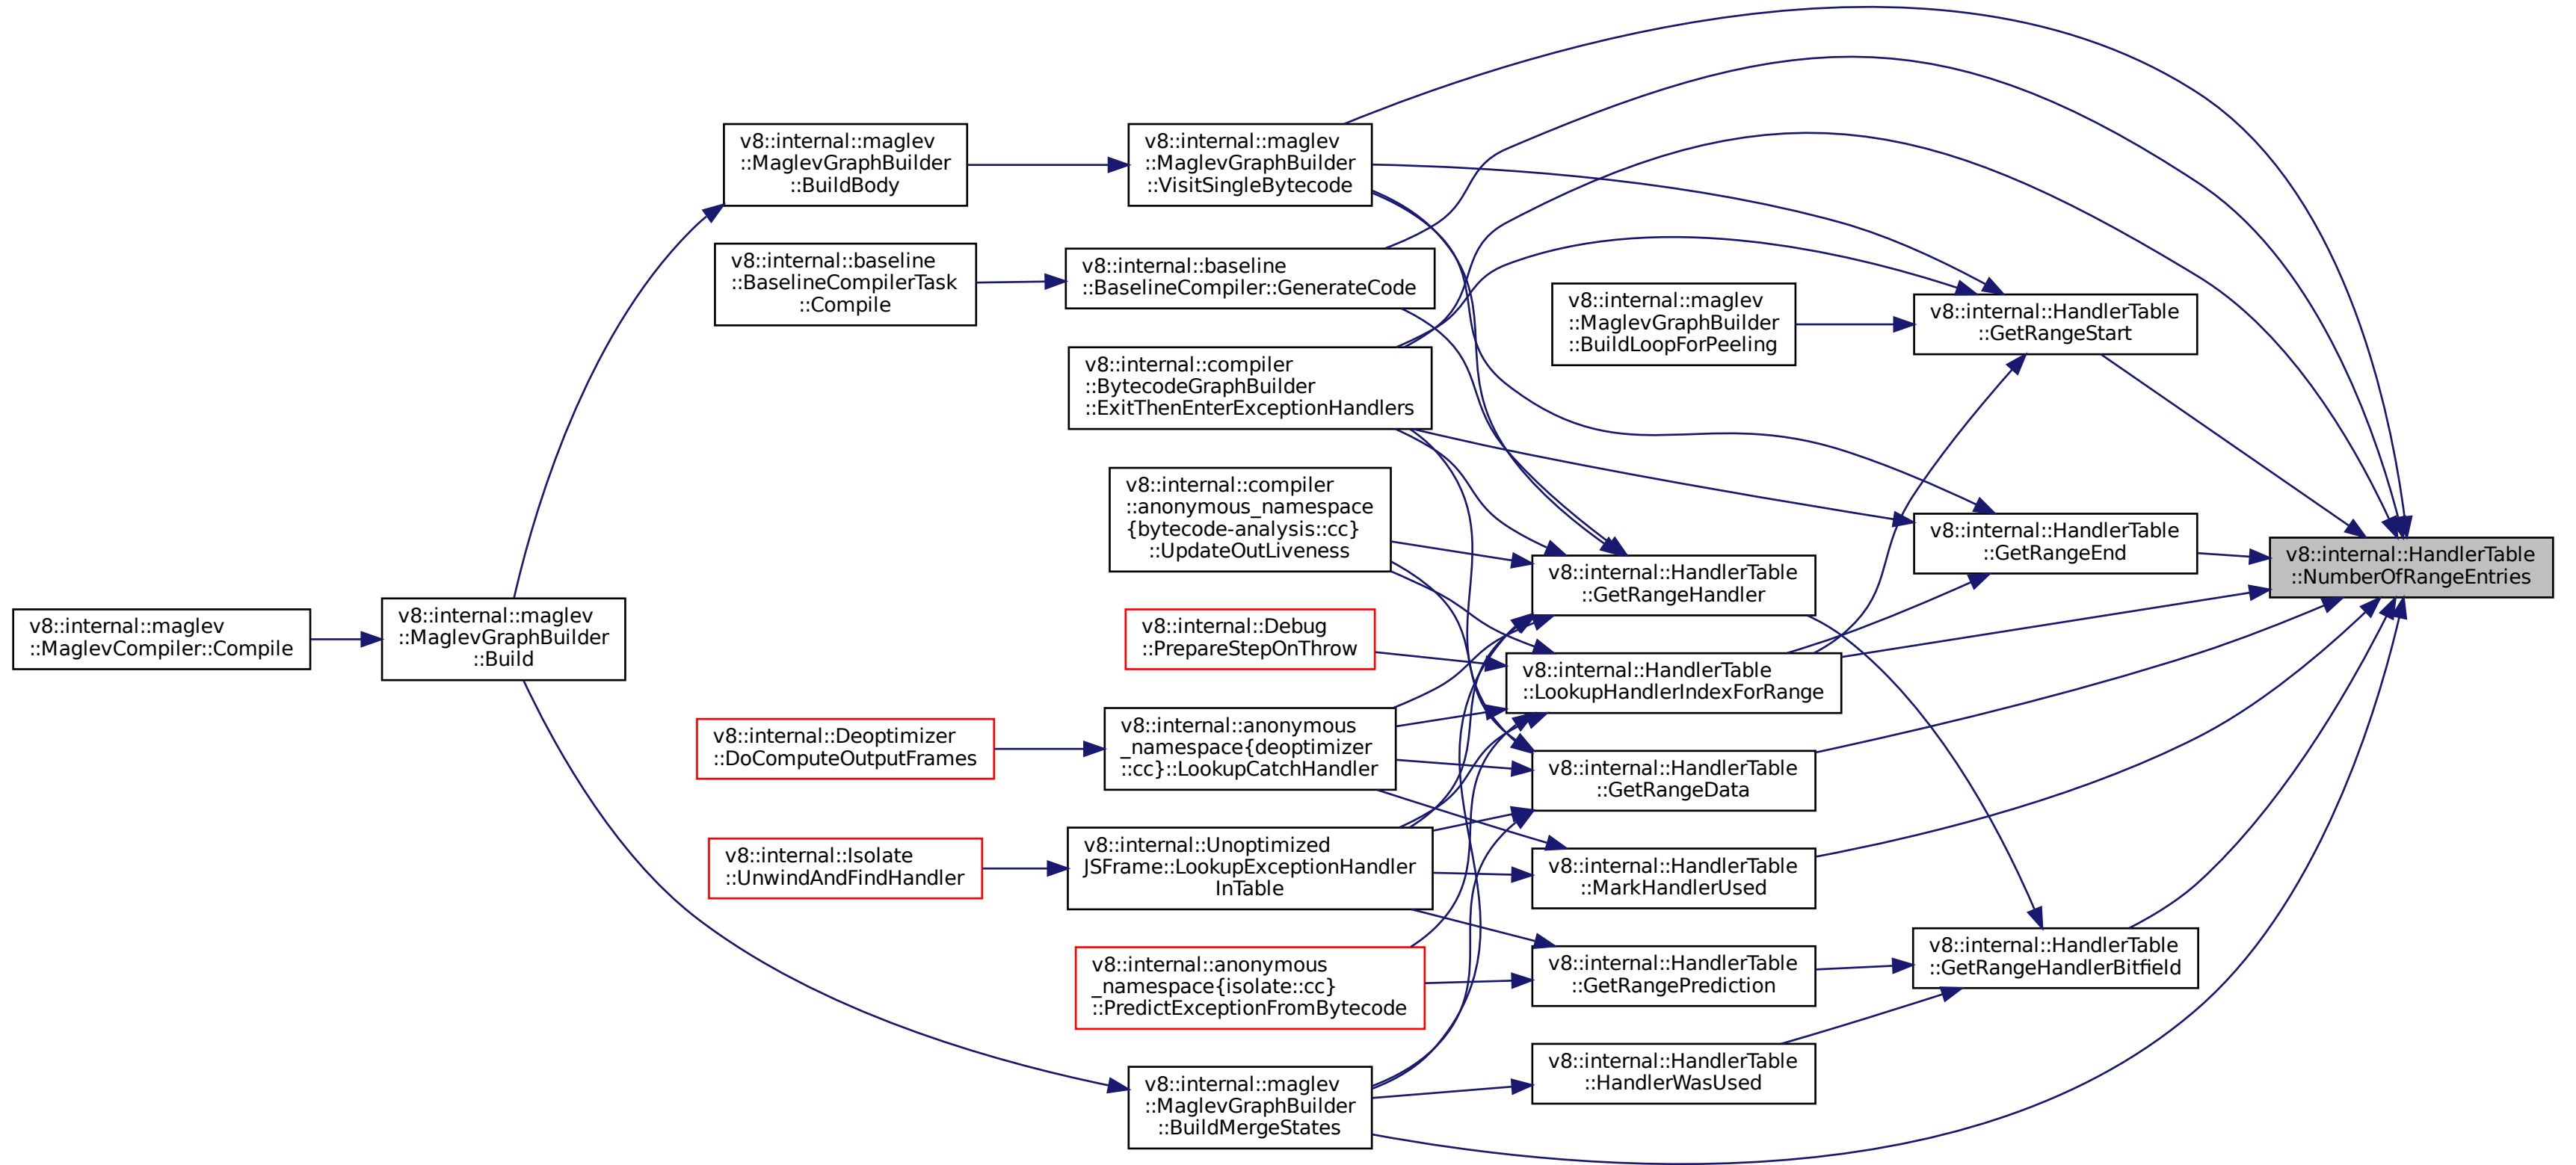 v8::internal::maglev
::MaglevCompiler::Compile
v8::internal::maglev
::MaglevGraphBuilder
::Build
v8::internal::maglev
::MaglevGraphBuilder
::BuildBody
v8::internal::baseline
::BaselineCompilerTask
::Compile
v8::internal::Deoptimizer
::DoComputeOutputFrames
v8::internal::Isolate
::UnwindAndFindHandler
v8::internal::maglev
::MaglevGraphBuilder
::VisitSingleBytecode
v8::internal::baseline
::BaselineCompiler::GenerateCode
v8::internal::compiler
::BytecodeGraphBuilder
::ExitThenEnterExceptionHandlers
v8::internal::compiler
::anonymous_namespace
{bytecode-analysis::cc}
::UpdateOutLiveness
v8::internal::Debug
::PrepareStepOnThrow
v8::internal::anonymous
_namespace{deoptimizer
::cc}::LookupCatchHandler
v8::internal::Unoptimized
JSFrame::LookupExceptionHandler
InTable
v8::internal::anonymous
_namespace{isolate::cc}
::PredictExceptionFromBytecode
v8::internal::maglev
::MaglevGraphBuilder
::BuildMergeStates
v8::internal::maglev
::MaglevGraphBuilder
::BuildLoopForPeeling
v8::internal::HandlerTable
::GetRangeHandler
v8::internal::HandlerTable
::LookupHandlerIndexForRange
v8::internal::HandlerTable
::GetRangeData
v8::internal::HandlerTable
::MarkHandlerUsed
v8::internal::HandlerTable
::GetRangePrediction
v8::internal::HandlerTable
::HandlerWasUsed
v8::internal::HandlerTable
::GetRangeStart
v8::internal::HandlerTable
::GetRangeEnd
v8::internal::HandlerTable
::GetRangeHandlerBitfield
v8::internal::HandlerTable
::NumberOfRangeEntries